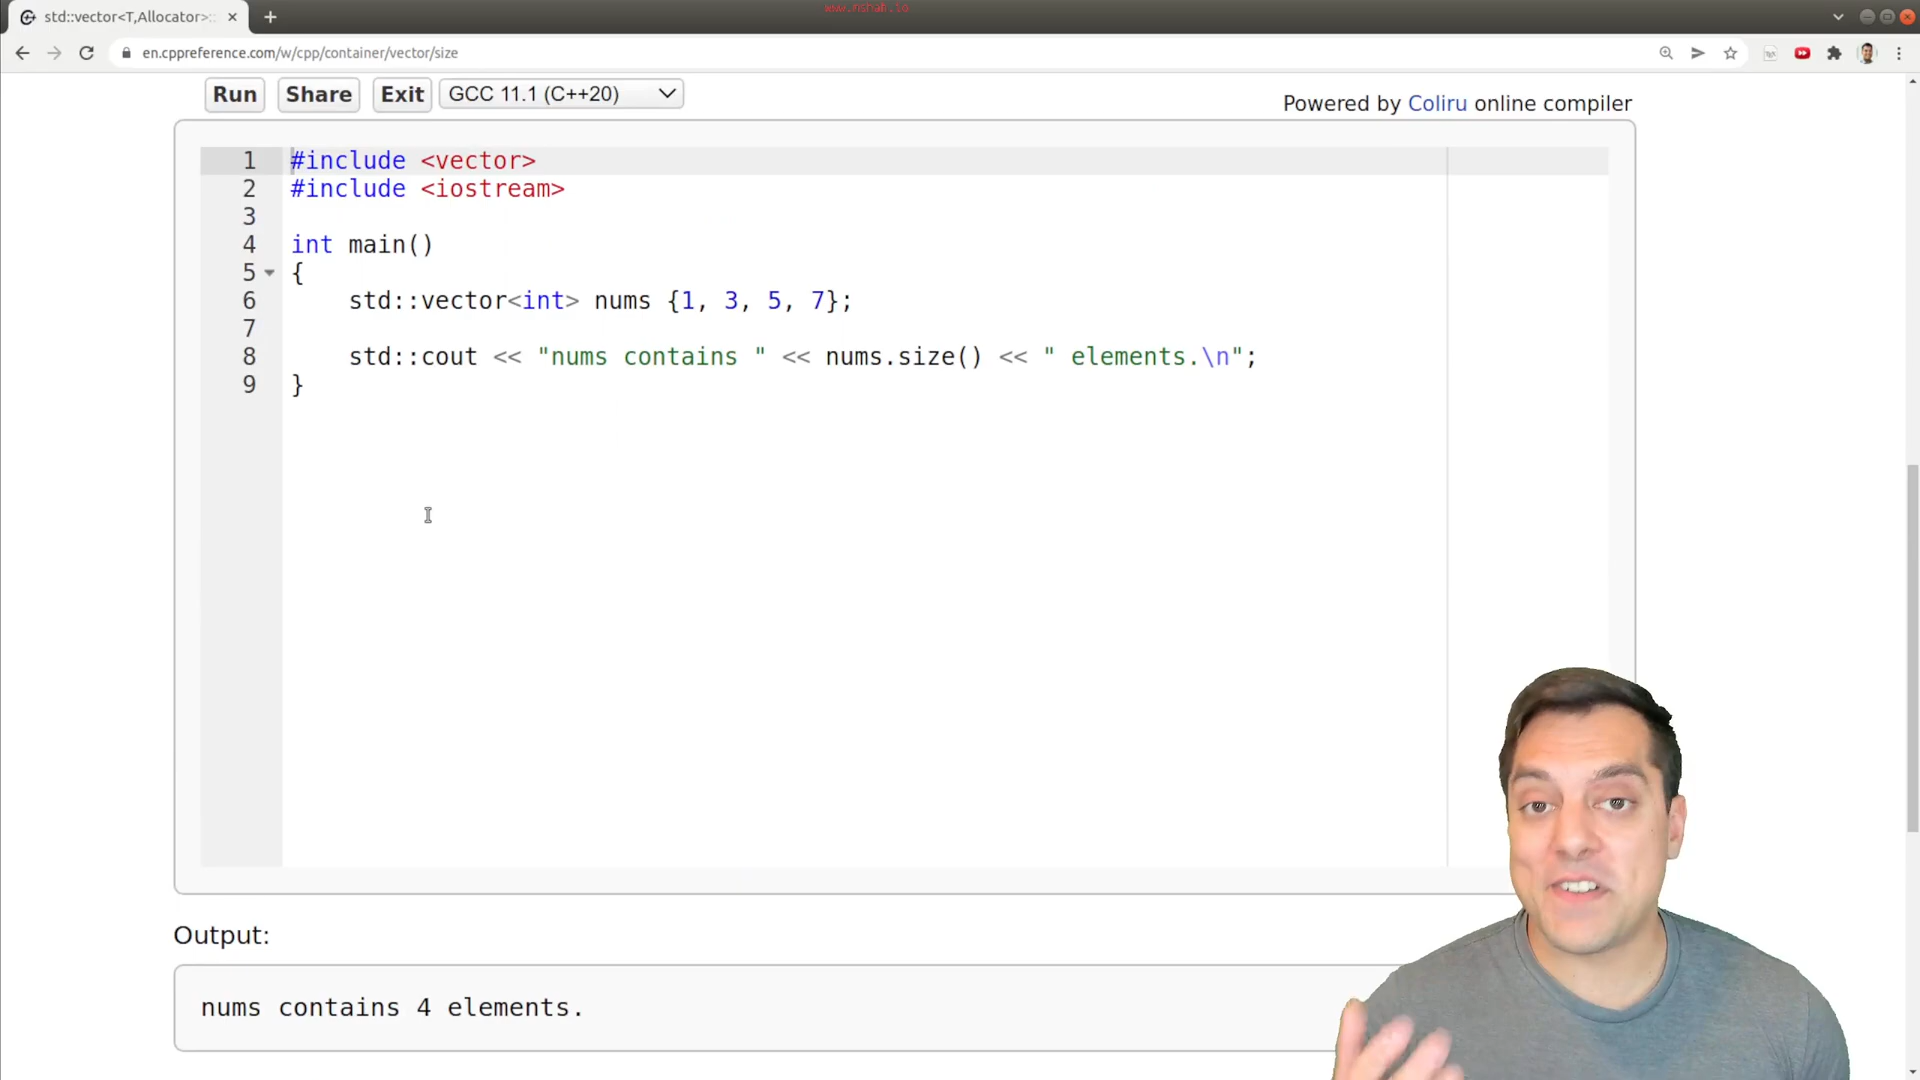 std::vector<T,Allocator>::
www.mshah.io
en.cppreference.com/w/cpp/container/vector/size
Run Share Exit GCC 11.1 (C++20)
Powered by Coliru online compiler
1 #include <vector>
2 #include <iostream>
3
4 int main()
5 {
6 std::vector<int> nums {1, 3, 5, 7};
7
8 std::cout << "nums contains " << nums.size() << " elements.\n";
9 }
Output:
nums contains 4 elements.